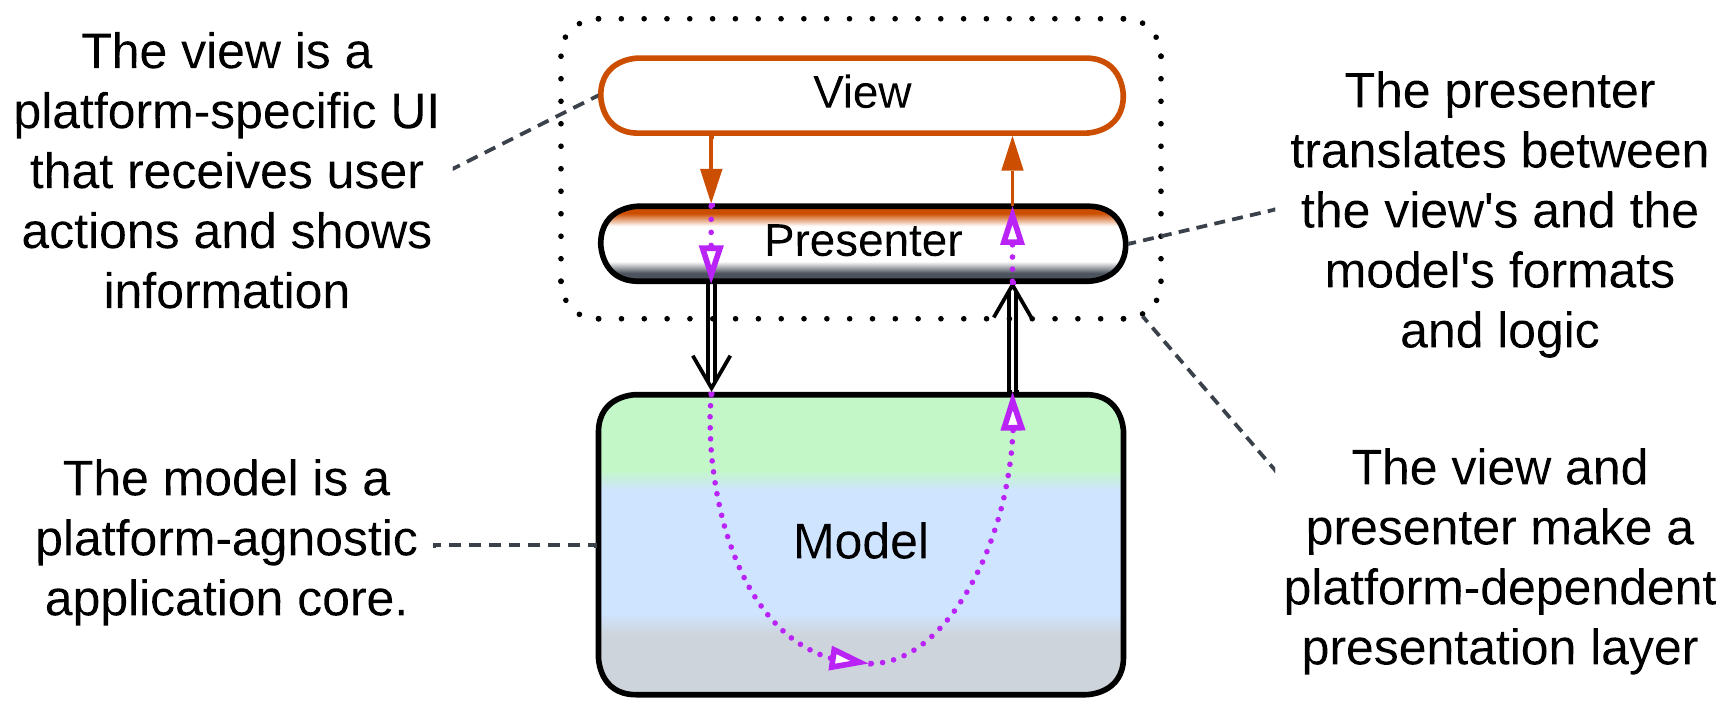 The view is a
platform-specific UI
that receives user
actions and shows
information
View
Presenter
The presenter
translates between
the view's and the
model's formats
and logic
The model is a
platform-agnostic
application core.
Model
The view and
presenter make a
platform-dependent
presentation layer